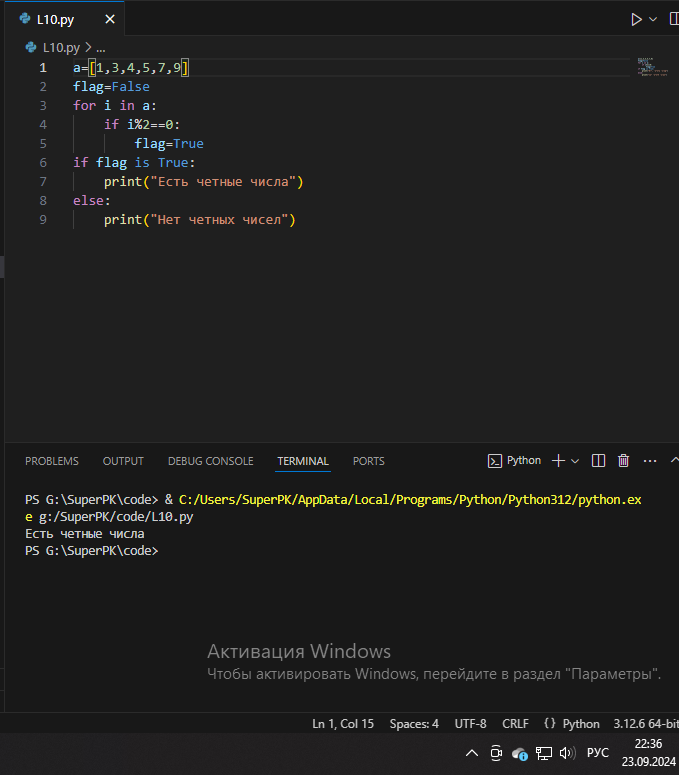 L10.py
L10.py > ...
1 a=[1,3,4,5,7,9]
2 flag=False
3 for i in a:
4     if i%2==0:
5         flag=True
6 if flag is True:
7     print("Есть четные числа")
8 else:
9     print("Нет четных чисел")
PROBLEMS OUTPUT DEBUG CONSOLE TERMINAL PORTS Python
PS G:\SuperPK\code> & C:/Users/SuperPK/AppData/Local/Programs/Python/Python312/python.ex
e g:/SuperPK/code/L10.py
Есть четные числа
PS G:\SuperPK\code>
Активация Windows
Чтобы активировать Windows, перейдите в раздел "Параметры".
Ln 1, Col 15 Spaces: 4 UTF-8 CRLF {} Python 3.12.6 64-bit
22:36
РУС
23.09.2024